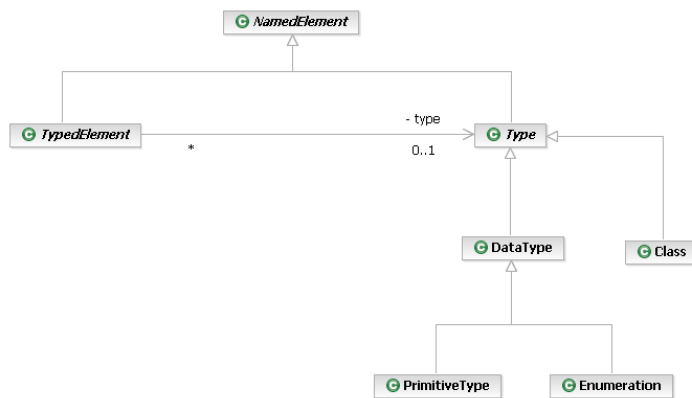 NamedElement
- type
TypedElement
Type
*
0..1
DataType
Class
PrimitiveType
Enumeration